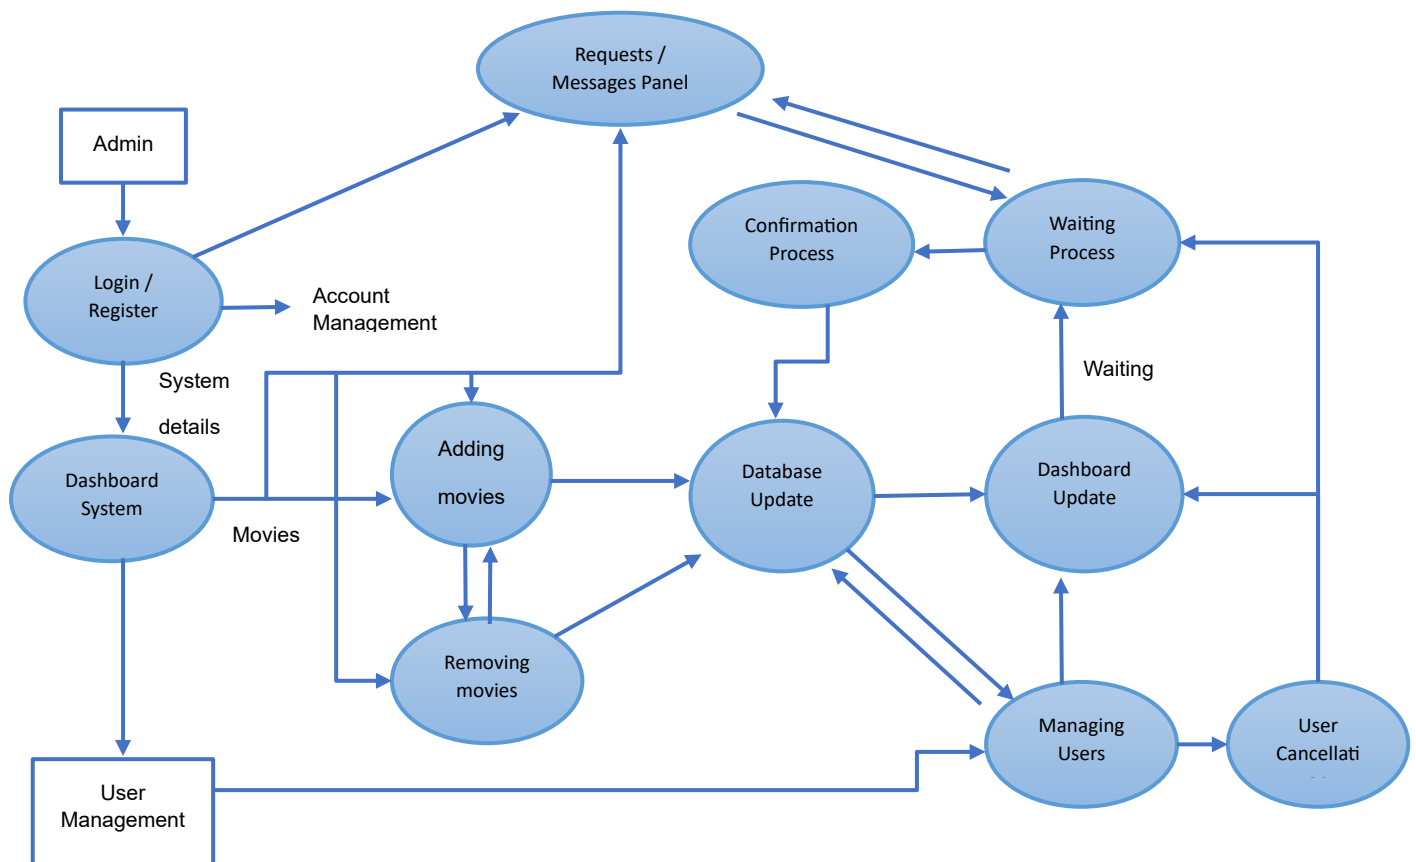 Requests /
Messages Panel
Admin
Confirmation
Process
Waiting
Process
Login /
Register
Account
Management
System
details
Waiting
Adding
movies
Database
Update
Dashboard
Update
Dashboard
System
Movies
Removing
movies
Managing
Users
User
Cancellati
User
Management